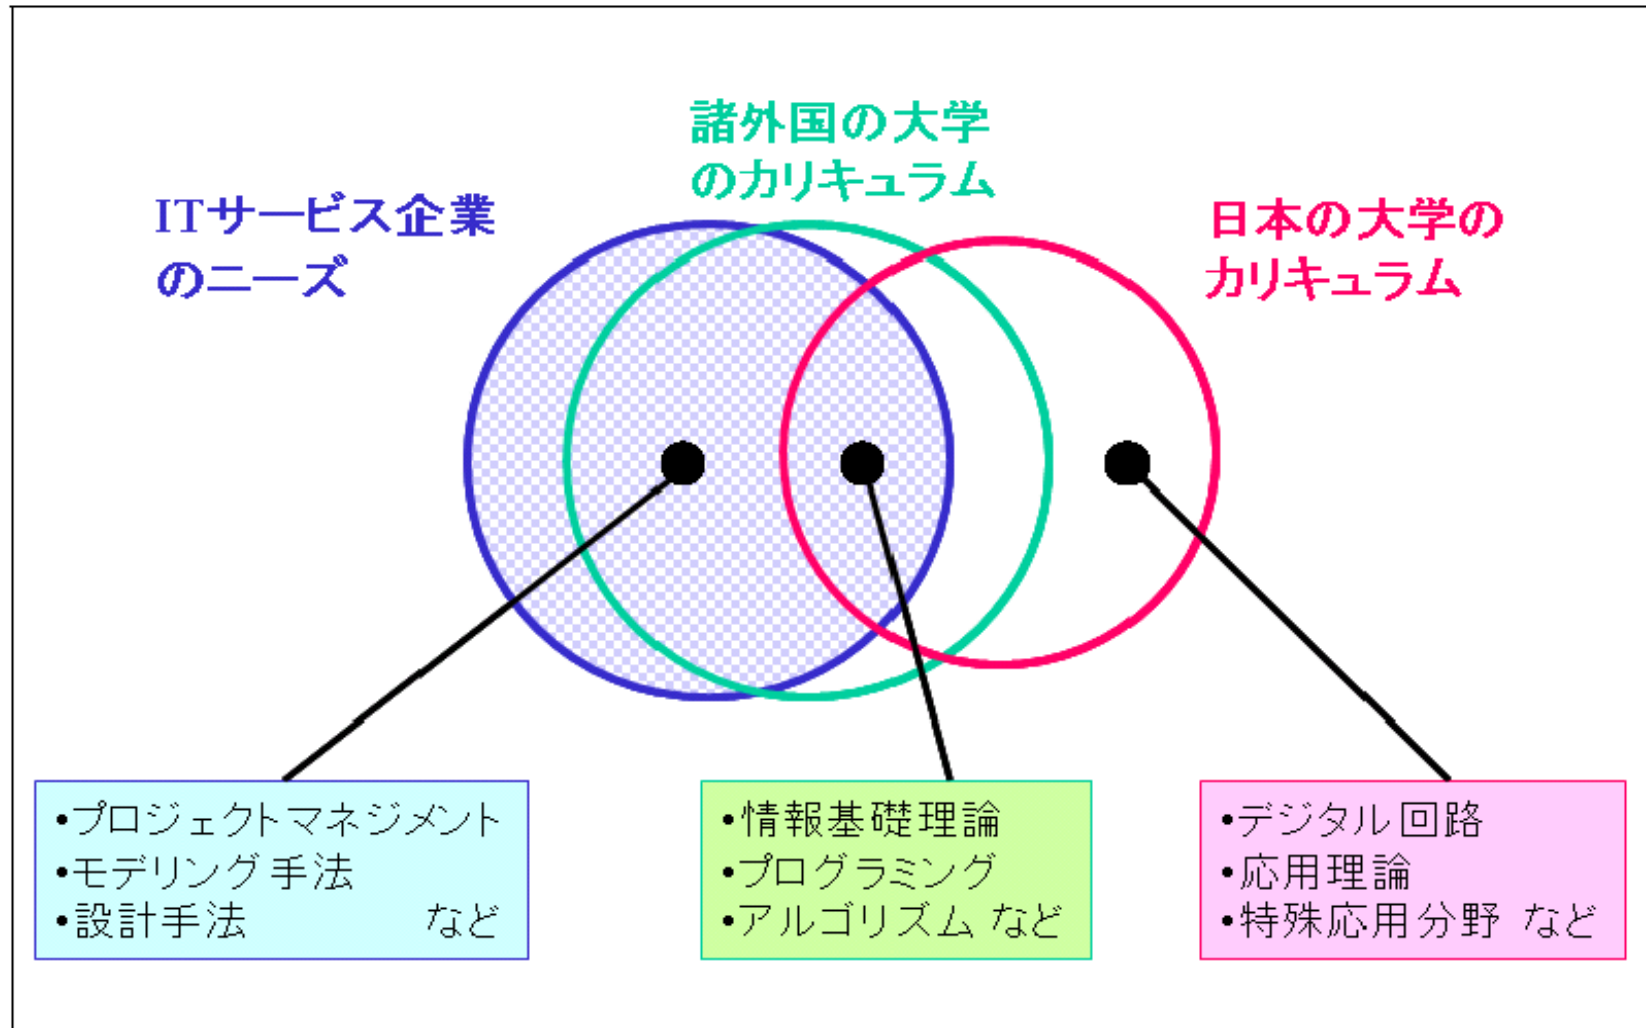 諸外国の大学
のカリキュラム
ITサービス企業
のニーズ
日本の大学の
カリキュラム
•プロジェクトマネジメント
•モデリング手法
•設計手法 など
•情報基礎理論
•プログラミング
•アルゴリズム など
•デジタル回路
•応用理論
•特殊応用分野 など